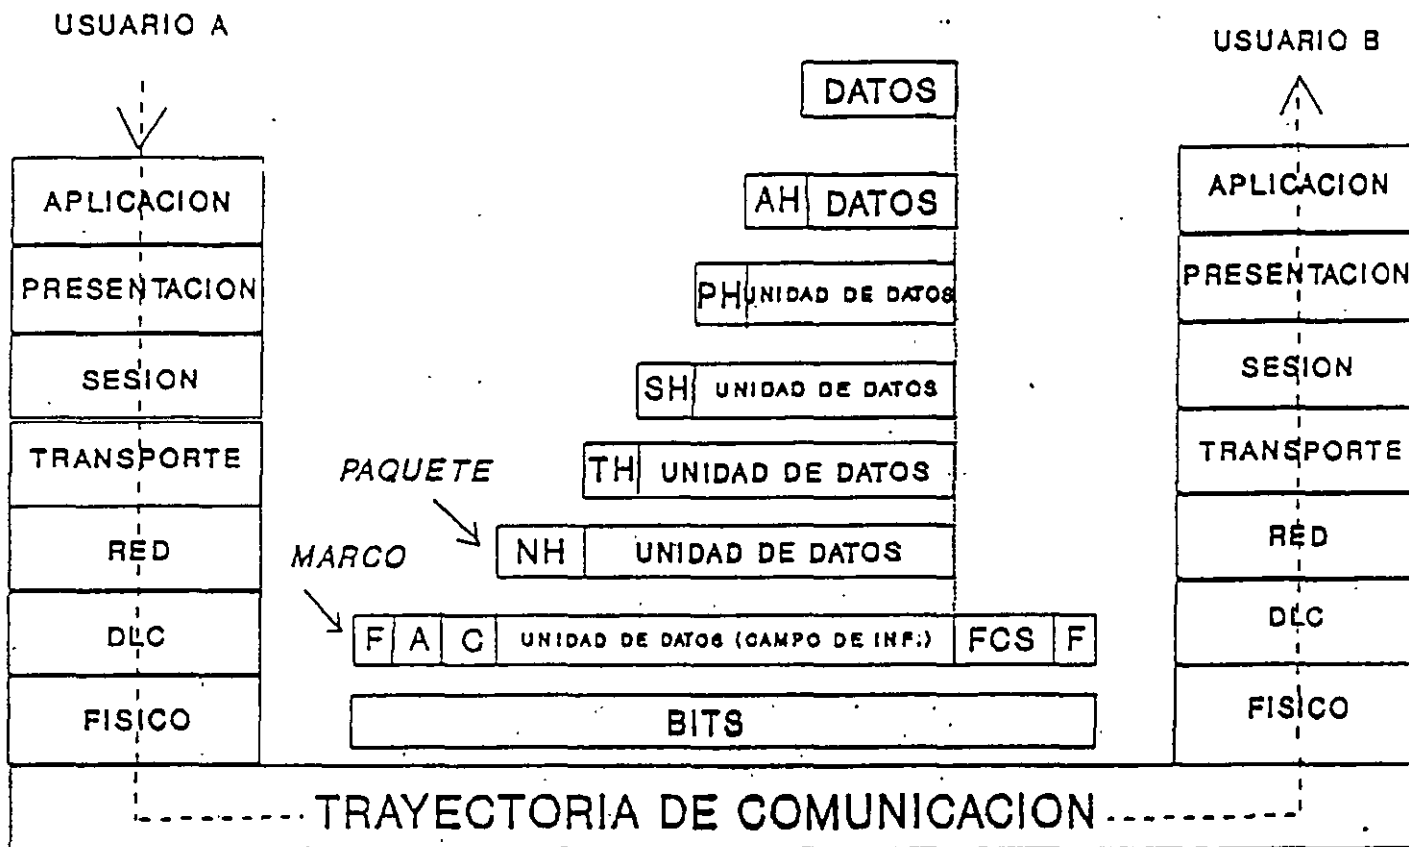 USUARIO A
APLICACION
PRESENTACION
SESION
TRANSPORTE
RED
DLC
FISICO
DATOS
AH DATOS
PH UNIDAD DE DATOS
SH UNIDAD DE DATOS
TH UNIDAD DE DATOS
PAQUETE
NH UNIDAD DE DATOS
MARCO
F A C UNIDAD DE DATOS (CAMPO DE INF.) FCS F
BITS
USUARIO B
APLICACION
PRESENTACION
SESION
TRANSPORTE
RED
DLC
FISICO
TRAYECTORIA DE COMUNICACION